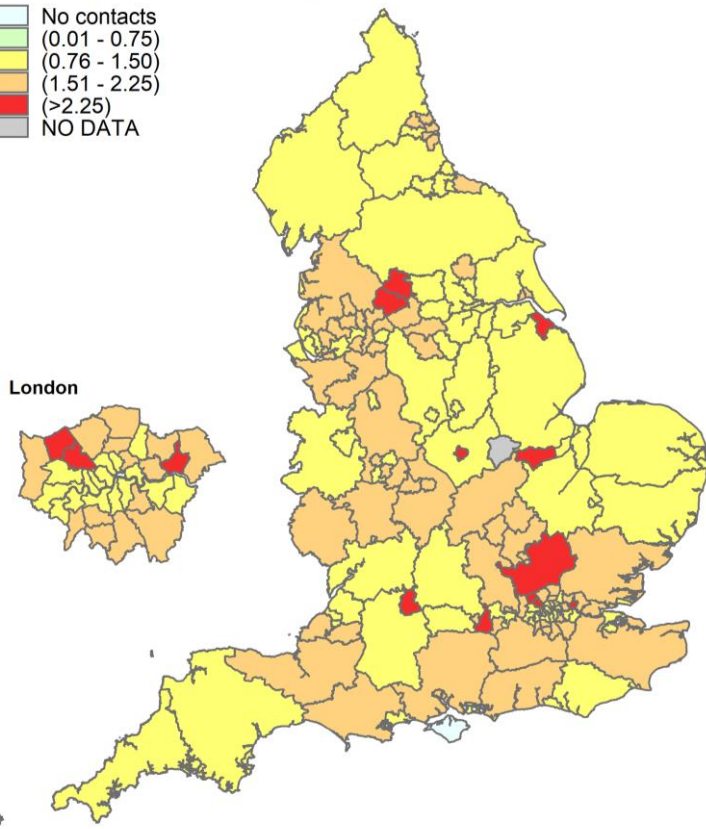 No contacts
(0.01 - 0.75)
(0.76 - 1.50)
(1.51 - 2.25)
(>2.25)
NO DATA
London